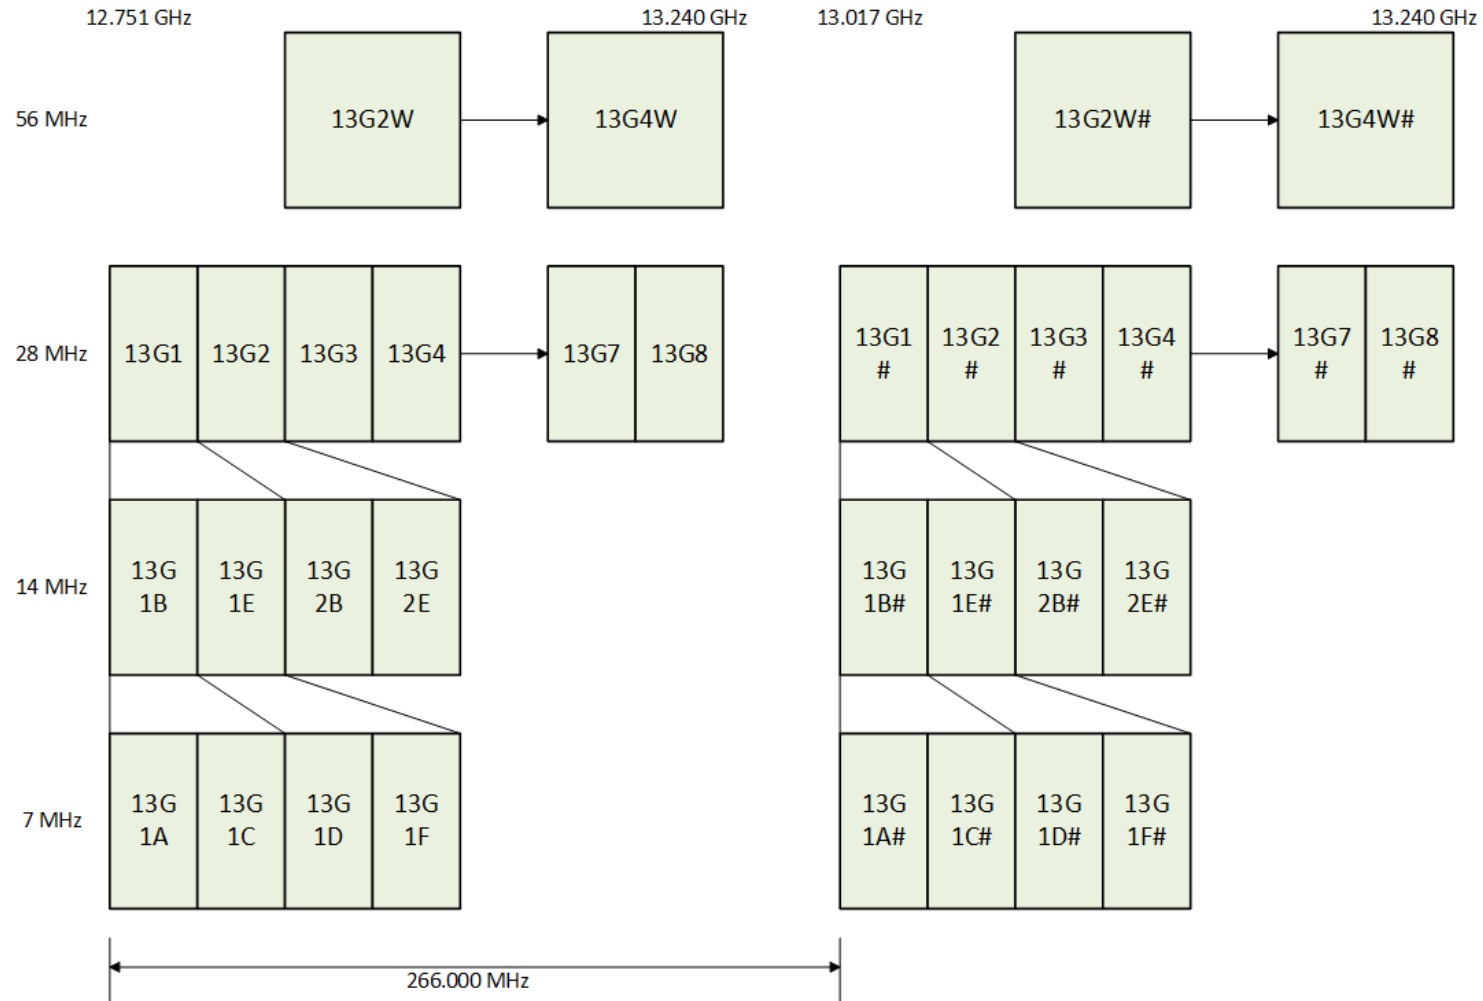 12.751 GHz 13.240 GHz 13.017 GHz 13.240 GHz
56 MHz 13G2W 13G4W 13G2W# 13G4W#
28 MHz 13G1 13G2 13G3 13G4 13G7 13G8 13G1 13G2 13G3 13G4 13G7 13G8
# # # # # #
14 MHz 13G 13G 13G 13G 13G 13G 13G 13G
1B 1E 2B 2E 1B# 1E# 2B# 2E#
7 MHz 13G 13G 13G 13G 13G 13G 13G 13G
1A 1C 1D 1F 1A# 1C# 1D# 1F#
266.000 MHz